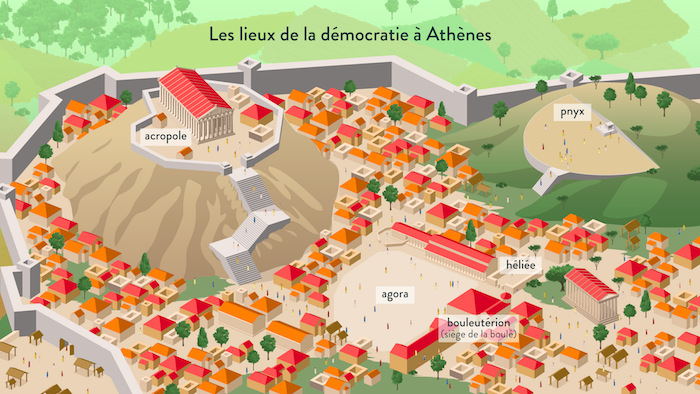 Les lieux de la démocratie à Athènes
acropole
pnyx
héliée
agora
bouleutérion
(siège de la boulè)